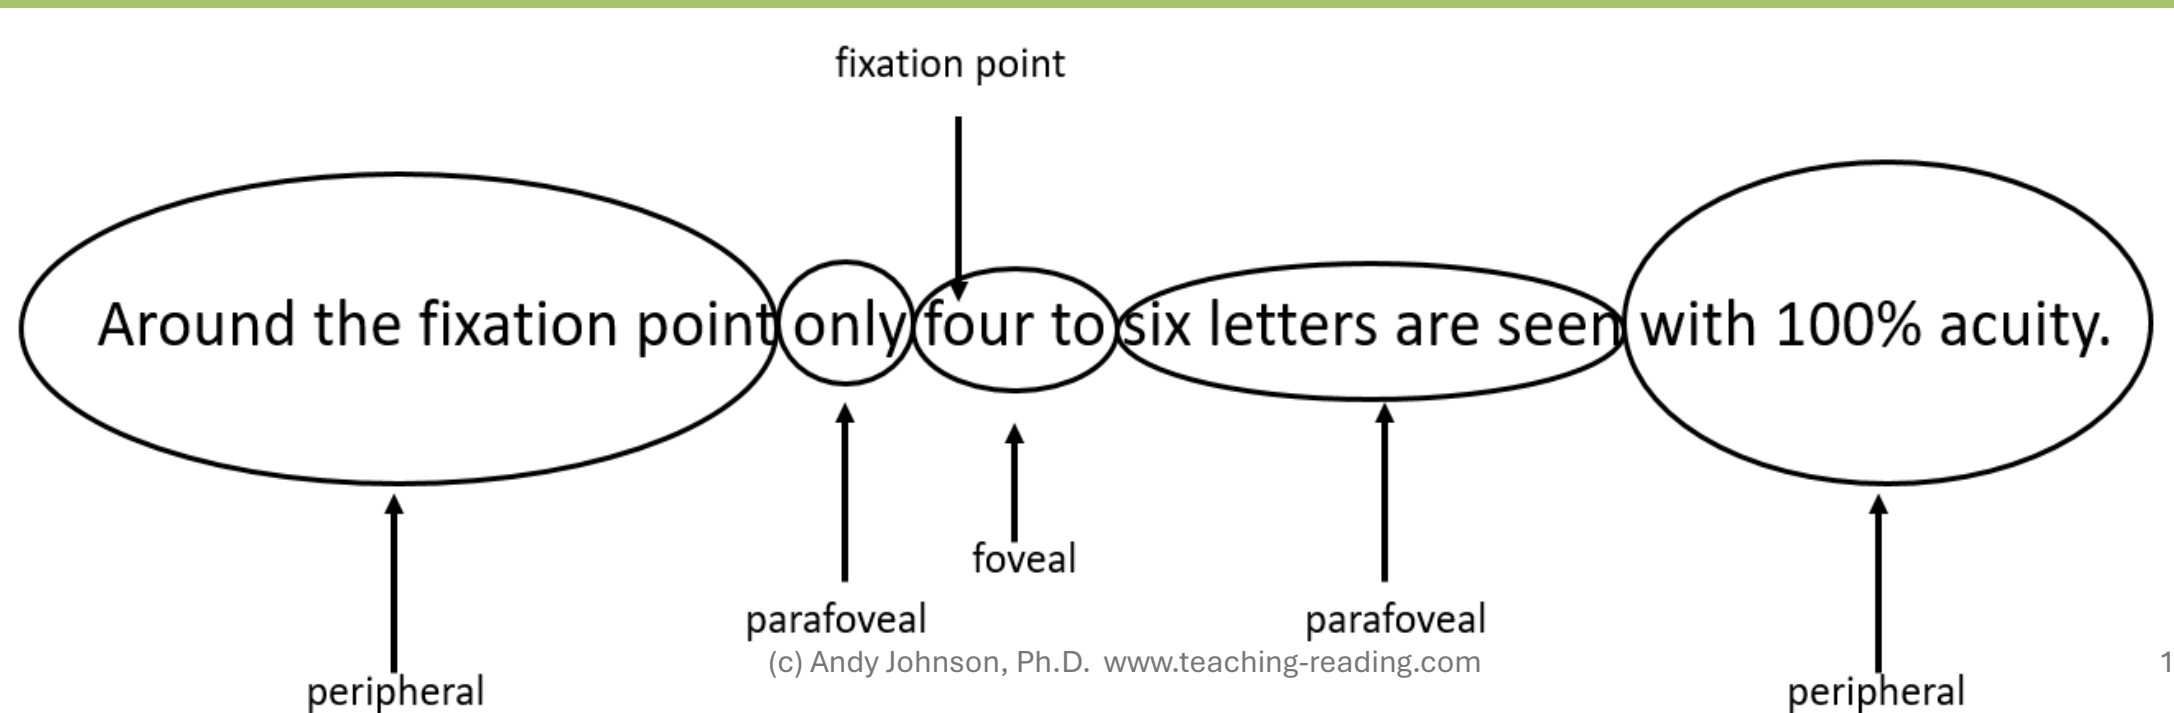 fixation point
Around the fixation point only four to six letters are seen with 100% acuity.
foveal
parafoveal
parafoveal
(c) Andy Johnson, Ph.D. www.teaching-reading.com
1
peripheral
peripheral